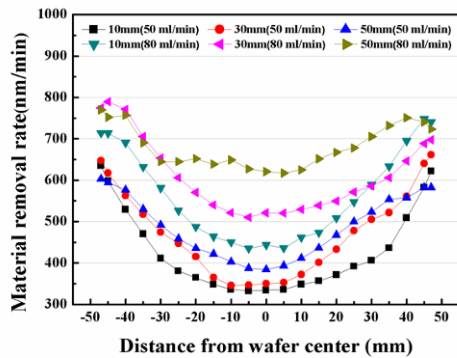 10mm(50 ml/min) 30mm(50 ml/min) 50mm(50 ml/min)
10mm(80 ml/min) 30mm(80 ml/min) 50mm(80 ml/min)
Material removal rate(nm/min)
1000
900
800
700
600
500
400
300
-50 -40 -30 -20 -10 0 10 20 30 40 50
Distance from wafer center (mm)